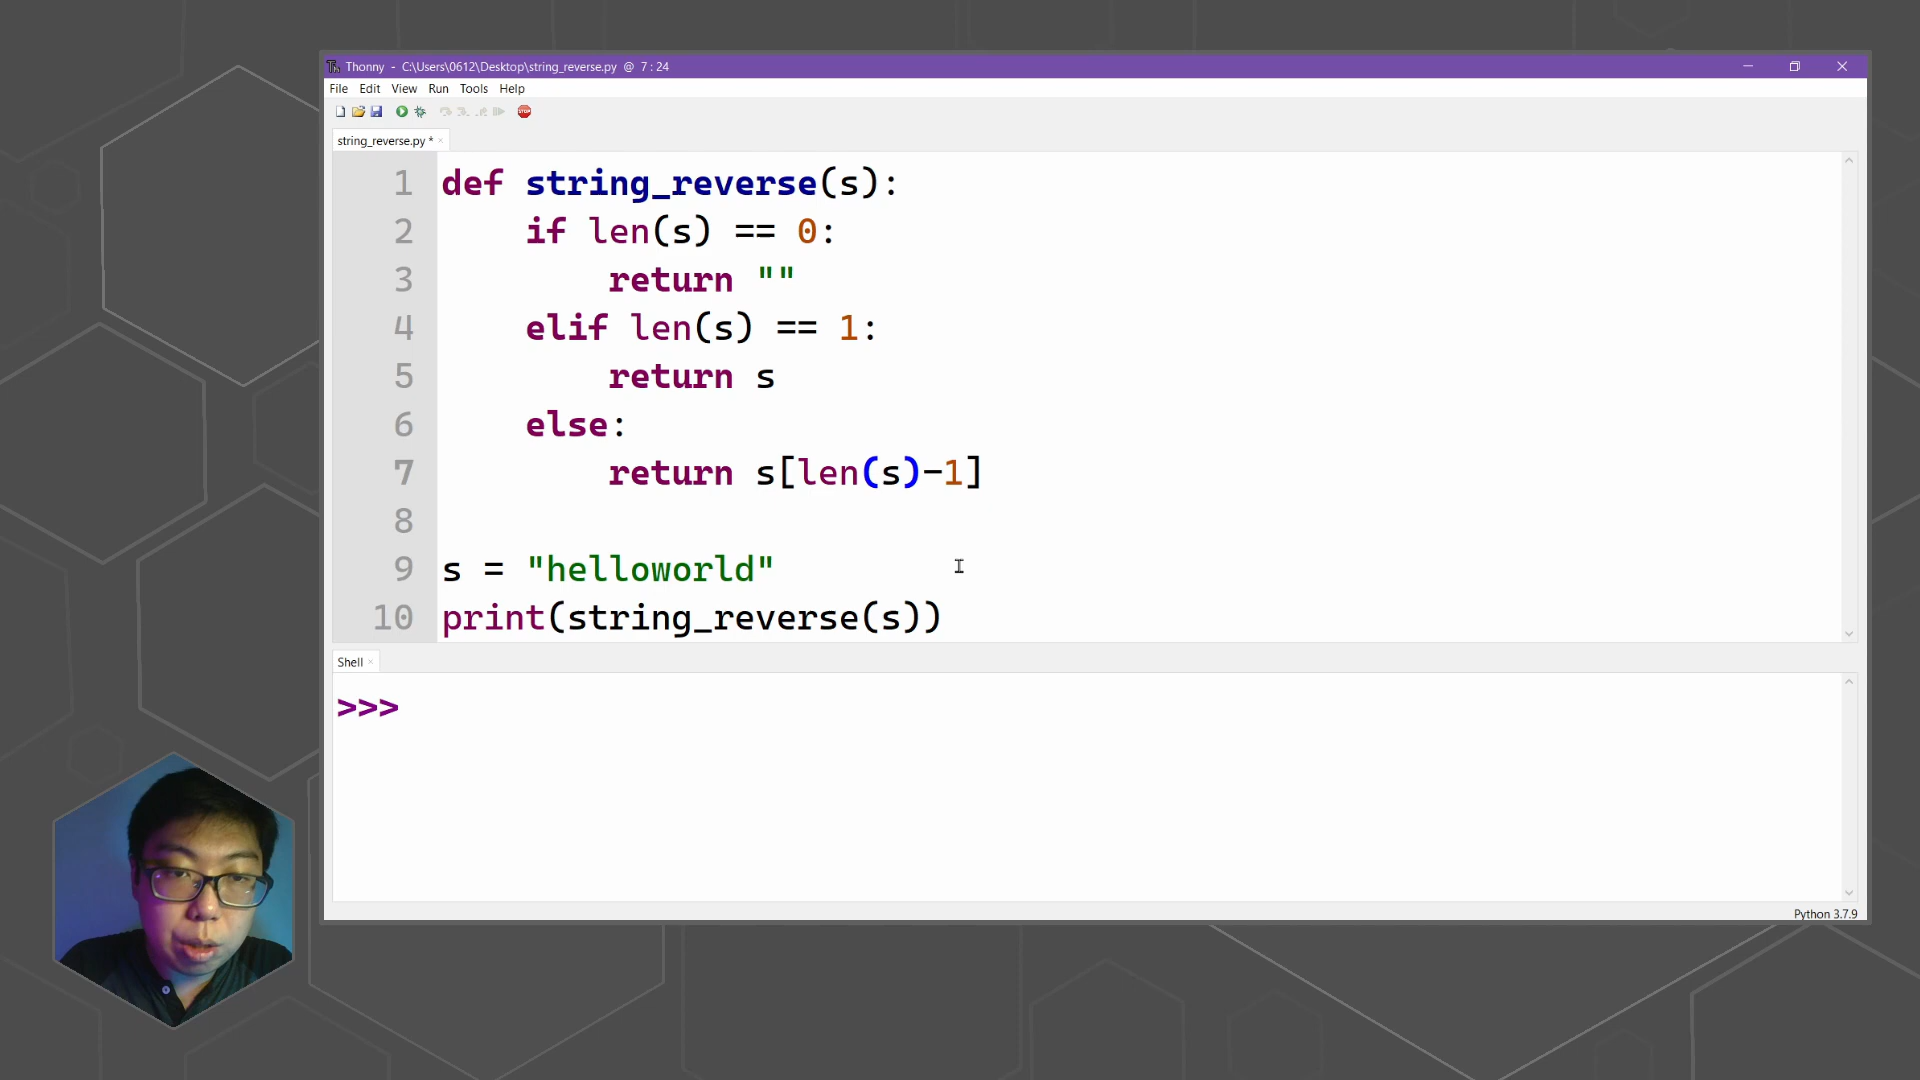 Thonny - C:\Users\0612\Desktop\string_reverse.py @ 7 : 24
File Edit View Run Tools Help
STOP
string_reverse.py * ×
1 def string_reverse(s):
2     if len(s) == 0:
3         return ""
4     elif len(s) == 1:
5         return s
6     else:
7         return s[len(s)-1]
8
9 s = "helloworld"
10 print(string_reverse(s))
Shell ×
>>>
Python 3.7.9